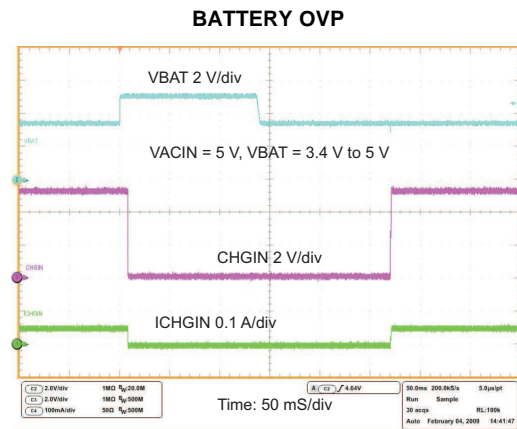 BATTERY OVP
VBAT 2 V/div
VBAT
VACIN = 5 V, VBAT = 3.4 V to 5 V
CHGIN 2 V/div
CHGIN
ICHGIN
ICHGIN 0.1 A/div
Time: 50 mS/div
C2 2.0V/div 1MΩ BW:20.0M
C3 2.0V/div 1MΩ BW:500M
C4 100mA/div 50Ω BW:500M
A C2 4.64V
50.0ms 200.0kS/s 5.0µs/pt
Run Sample
30 acqs RL:100k
Auto February 04, 2009 14:41:47